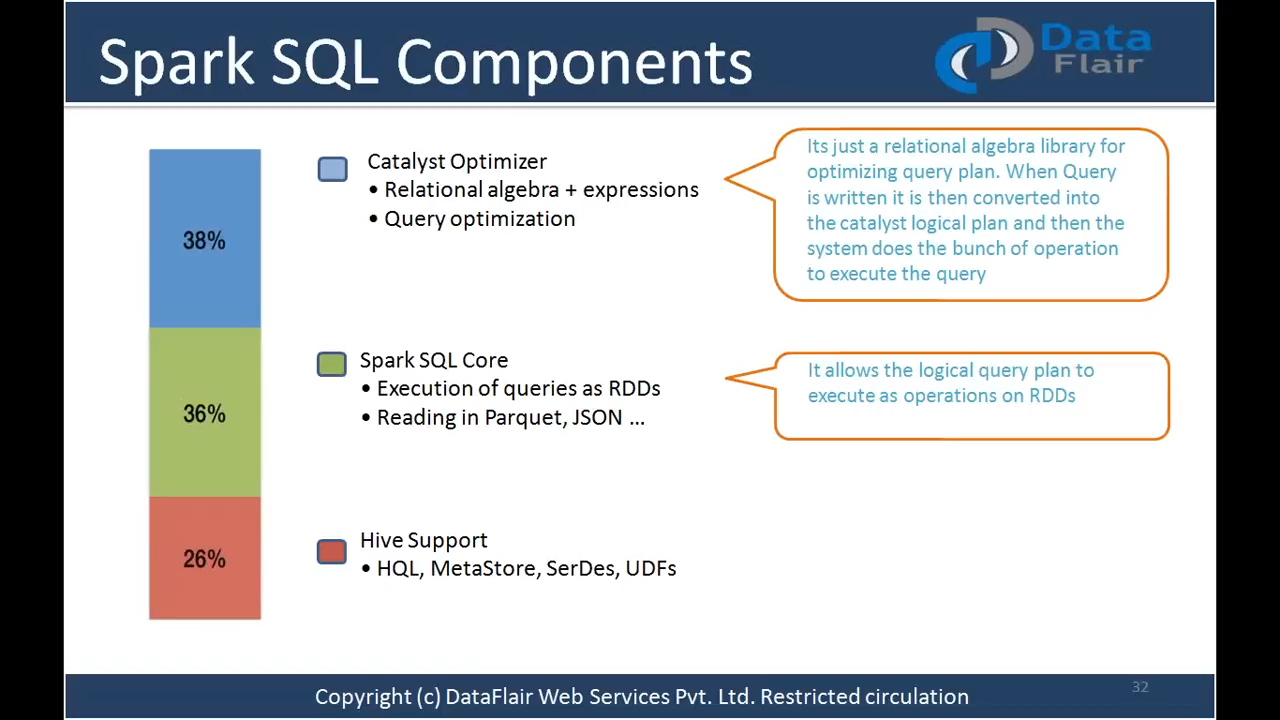 Spark SQL Components
Data
Flair
38%
36%
26%
Catalyst Optimizer
• Relational algebra + expressions
• Query optimization
Its just a relational algebra library for
optimizing query plan. When Query
is written it is then converted into
the catalyst logical plan and then the
system does the bunch of operation
to execute the query
Spark SQL Core
• Execution of queries as RDDs
• Reading in Parquet, JSON ...
It allows the logical query plan to
execute as operations on RDDs
Hive Support
• HQL, MetaStore, SerDes, UDFs
Copyright (c) DataFlair Web Services Pvt. Ltd. Restricted circulation
32